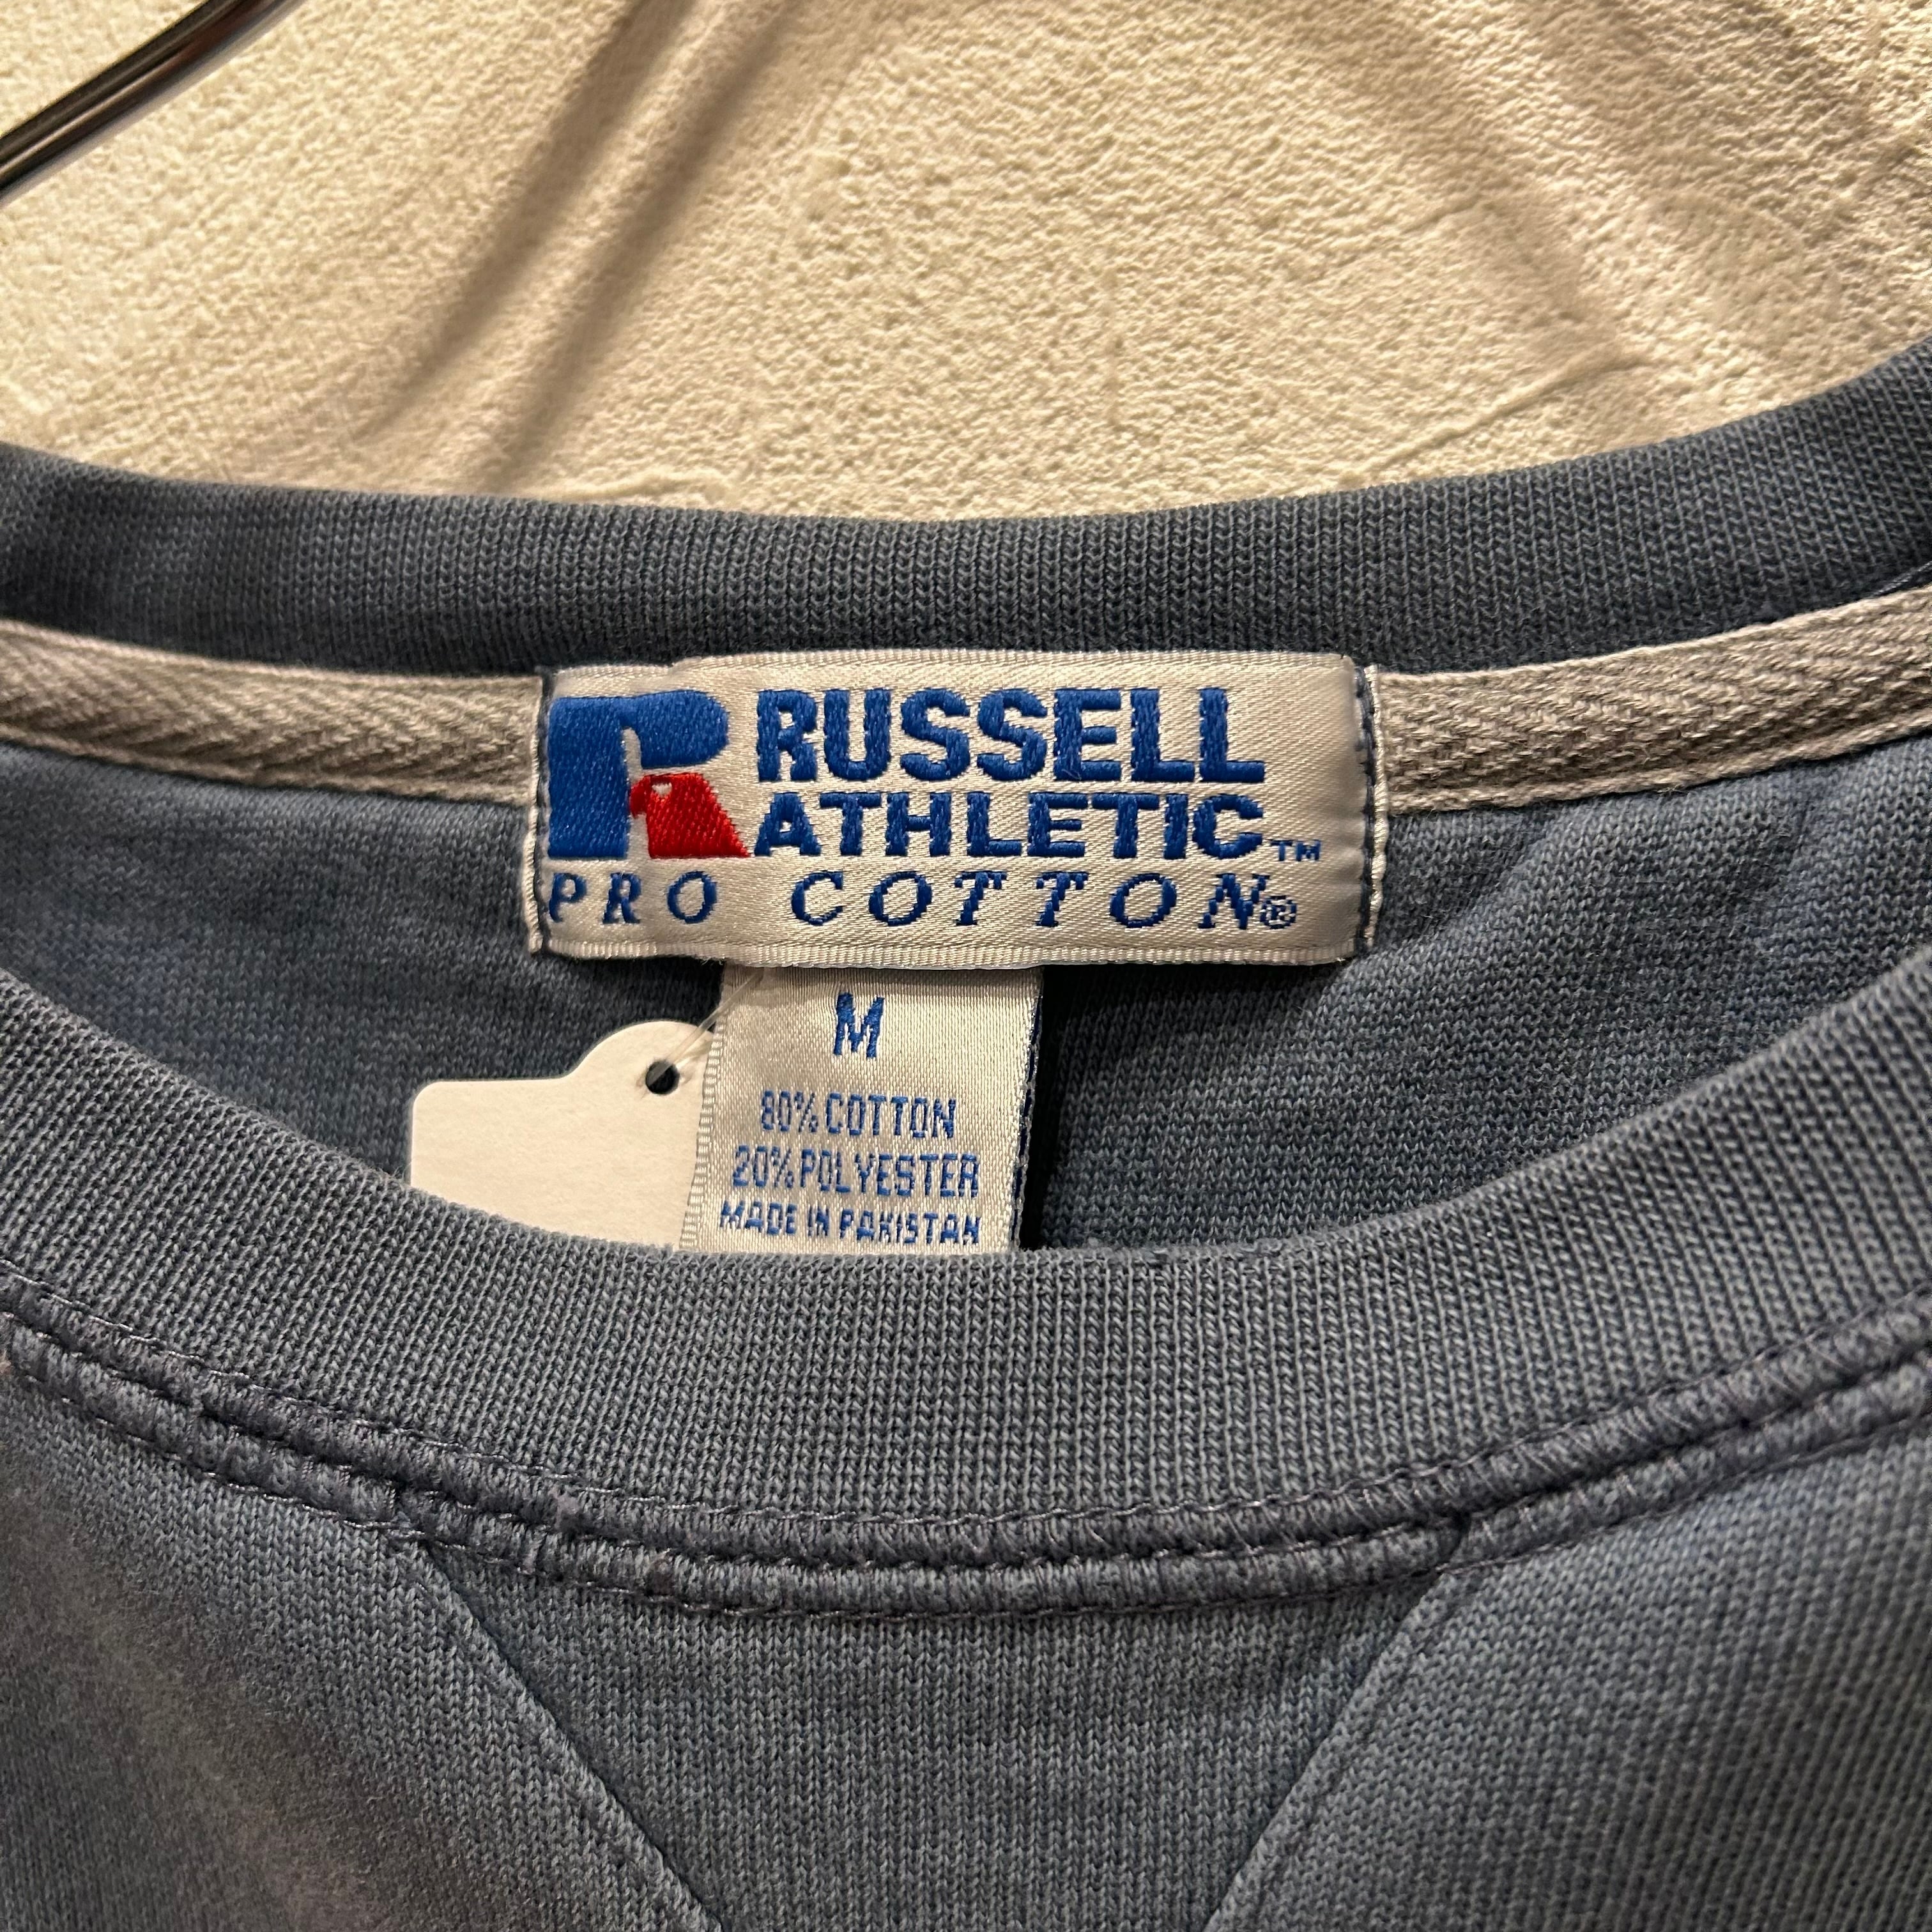 RUSSELL
ATHLETIC™
PRO COTTON®
M
80% COTTON
20% POLYESTER
MADE IN PAKISTAN